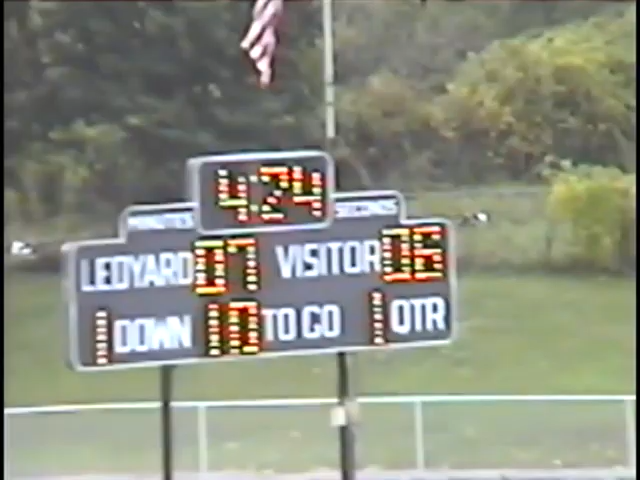 4:24
MINUTES SECONDS
LEDYARD 07 VISITOR 06
1 DOWN 10 TO GO 1 QTR